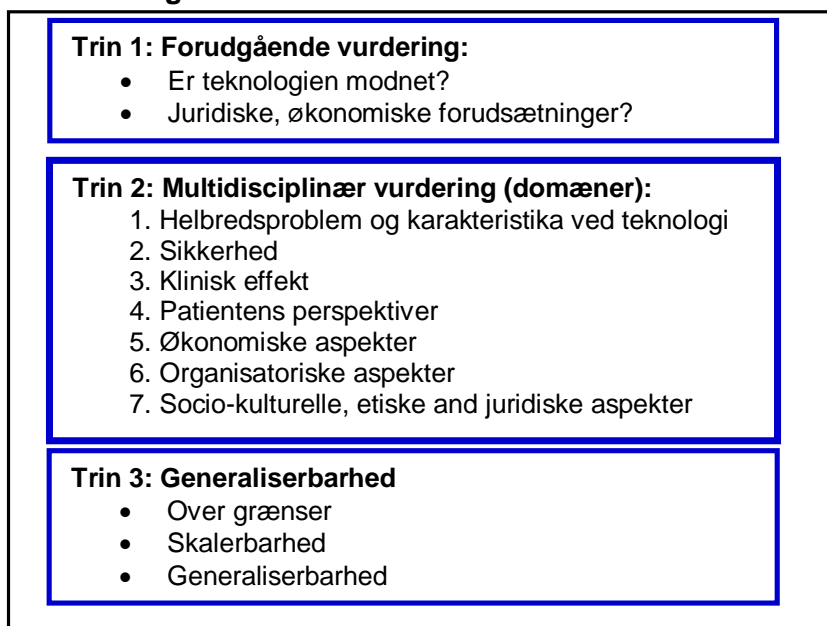 Trin 1: Forudgående vurdering:
• Er teknologien modnet?
• Juridiske, økonomiske forudsætninger?
Trin 2: Multidisciplinær vurdering (domæner):
1. Helbredsproblem og karakteristika ved teknologi
2. Sikkerhed
3. Klinisk effekt
4. Patientens perspektiver
5. Økonomiske aspekter
6. Organisatoriske aspekter
7. Socio-kulturelle, etiske and juridiske aspekter
Trin 3: Generaliserbarhed
• Over grænser
• Skalerbarhed
• Generaliserbarhed